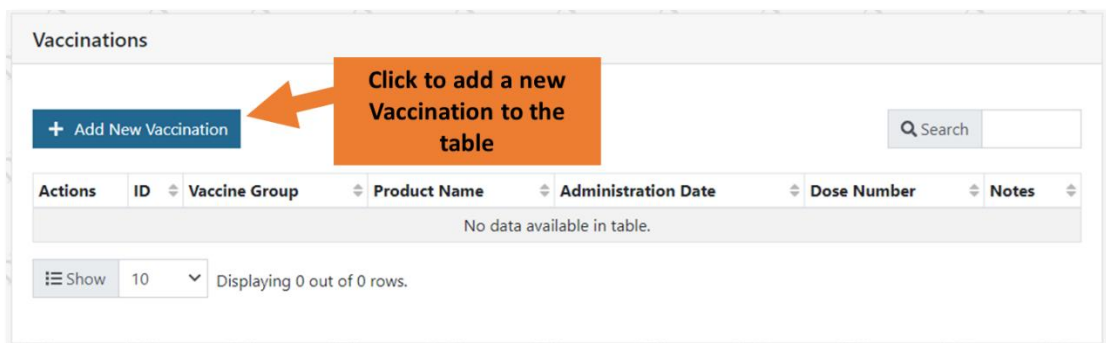 Vaccinations
Click to add a new
Vaccination to the
table
+ Add New Vaccination
Search
Actions ID Vaccine Group Product Name Administration Date Dose Number Notes
No data available in table.
Show 10 Displaying 0 out of 0 rows.